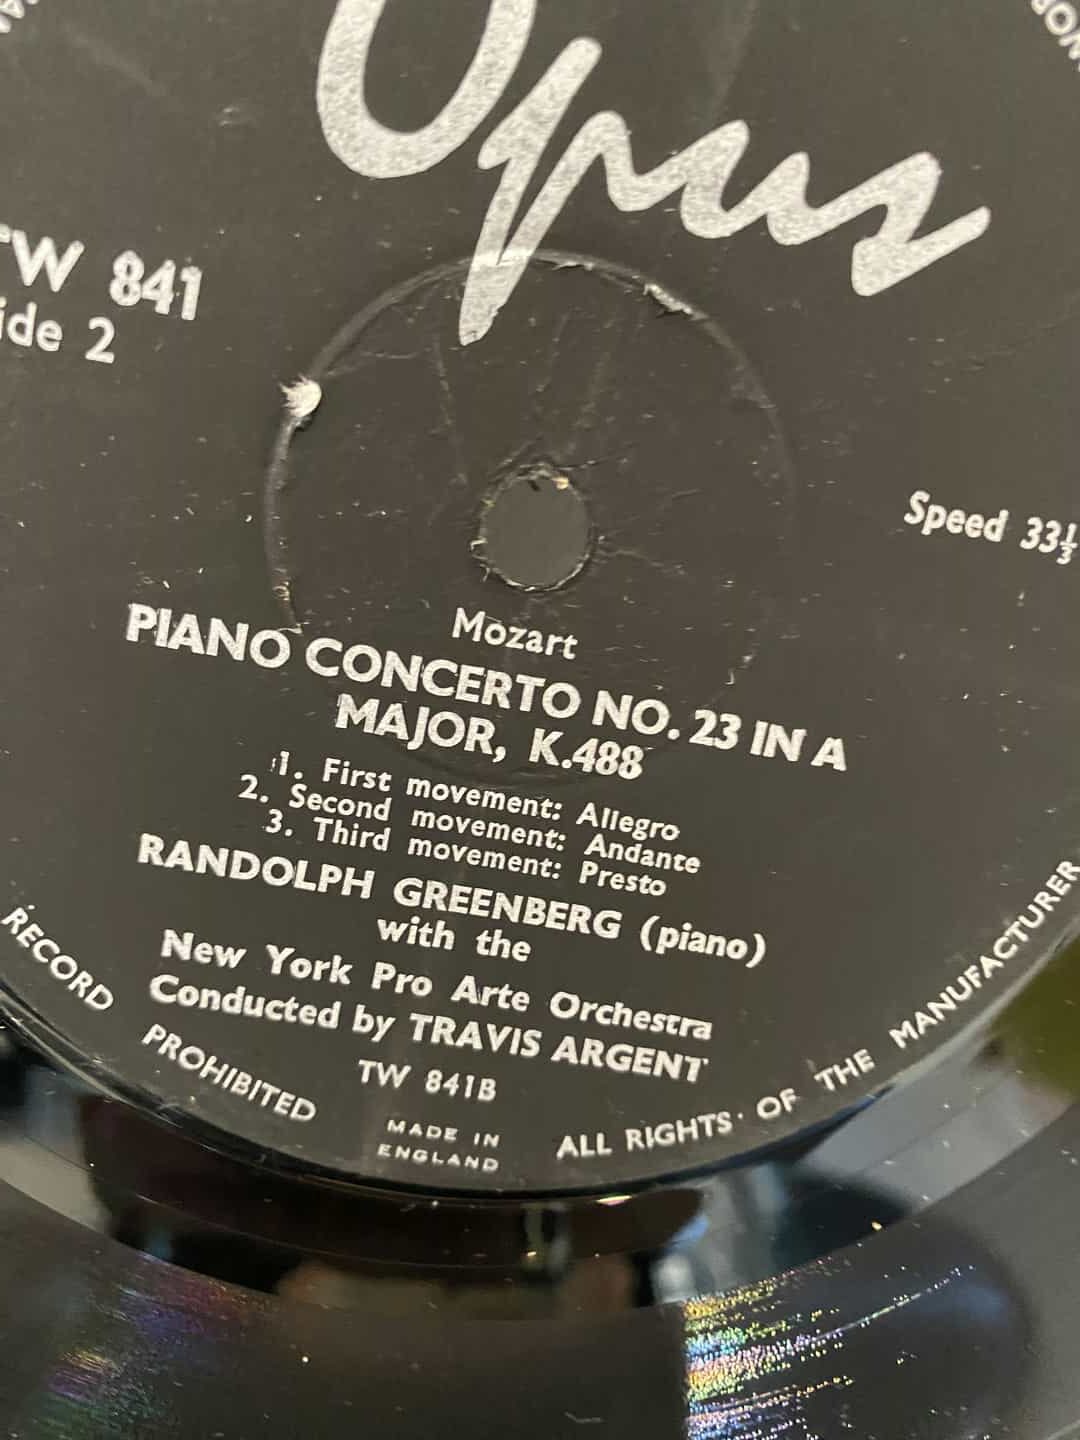 Opus
TW 841
Side 2
Speed 33⅓
Mozart
PIANO CONCERTO NO. 23 IN A
MAJOR, K.488
1. First movement: Allegro
2. Second movement: Andante
3. Third movement: Presto
RANDOLPH GREENBERG (piano)
with the
New York Pro Arte Orchestra
Conducted by TRAVIS ARGENT
TW 841B
MADE IN
ENGLAND
RECORD PROHIBITED
ALL RIGHTS· OF THE MANUFACTURER